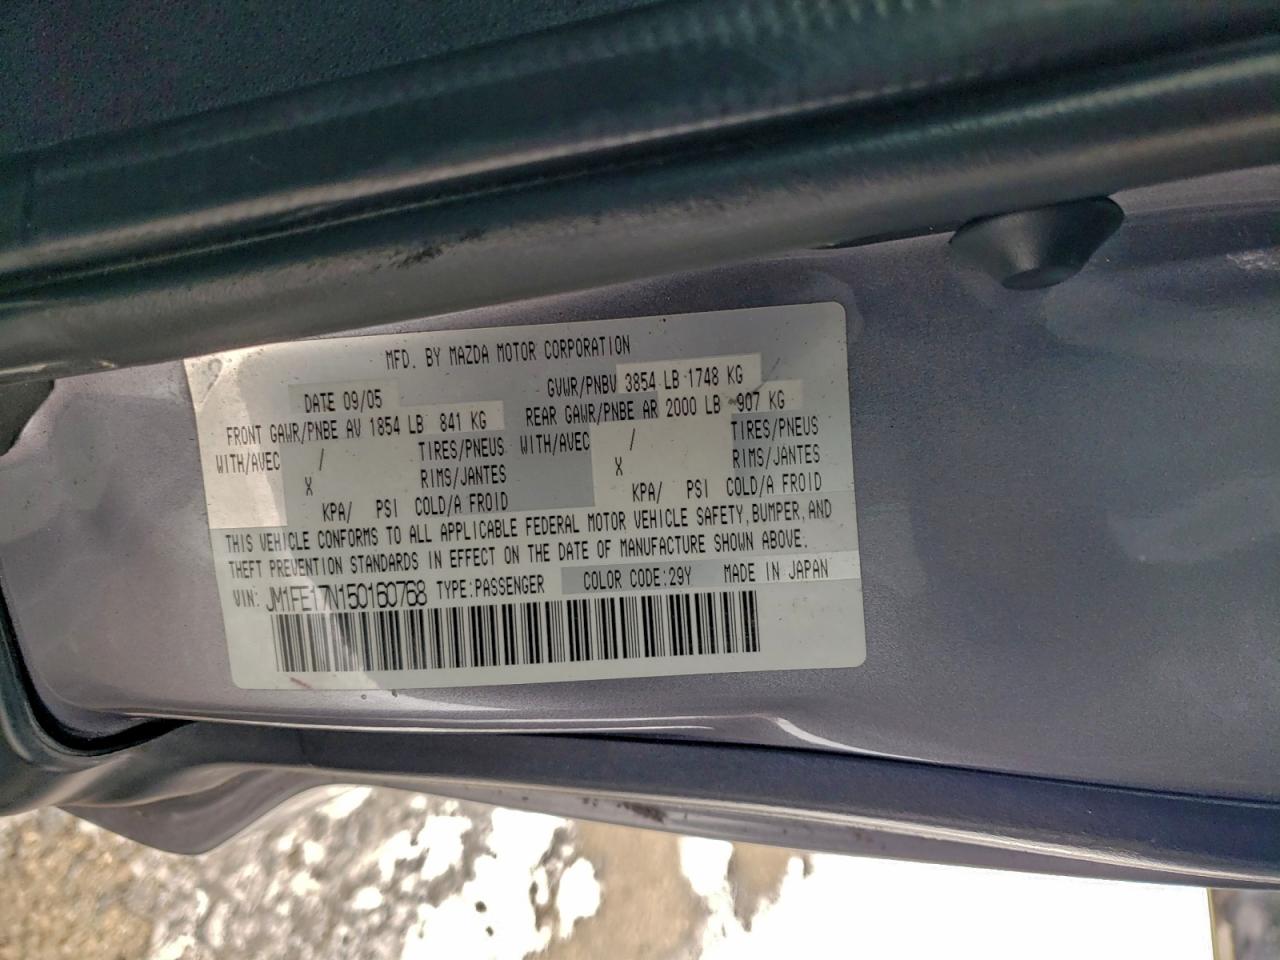 MFD. BY MAZDA MOTOR CORPORATION
DATE 09/05 GVWR/PNBV 3854 LB 1748 KG
FRONT GAWR/PNBE AV 1854 LB 841 KG REAR GAWR/PNBE AR 2000 LB 907 KG
WITH/AVEC / TIRES/PNEUS WITH/AVEC / TIRES/PNEUS
X RIMS/JANTES X RIMS/JANTES
KPA/ PSI COLD/A FROID KPA/ PSI COLD/A FROID
THIS VEHICLE CONFORMS TO ALL APPLICABLE FEDERAL MOTOR VEHICLE SAFETY, BUMPER, AND
THEFT PREVENTION STANDARDS IN EFFECT ON THE DATE OF MANUFACTURE SHOWN ABOVE.
VIN: JM1FE17N150160768 TYPE:PASSENGER COLOR CODE:29Y MADE IN JAPAN